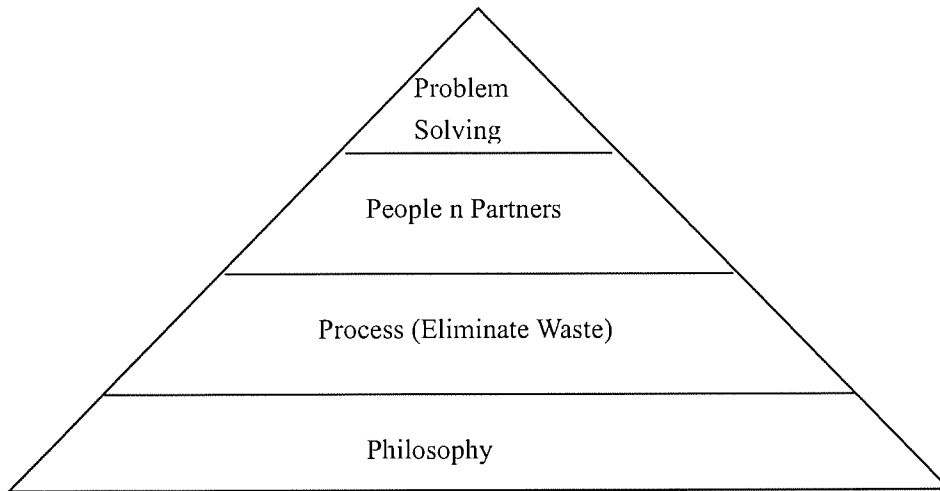 Problem
Solving
People n Partners
Process (Eliminate Waste)
Philosophy